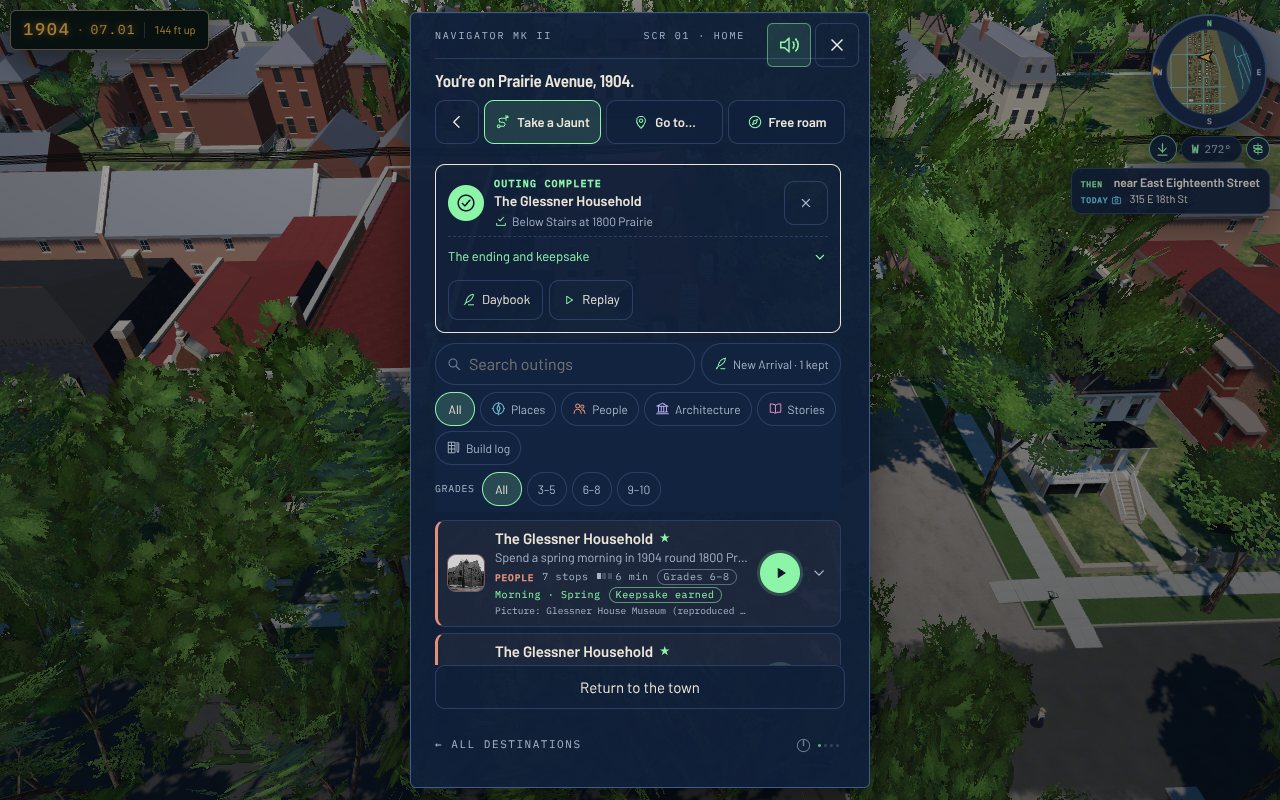 1904 · 07.01 144 ft up
NAVIGATOR MK II SCR 01 · HOME
You're on Prairie Avenue, 1904.
Take a Jaunt Go to... Free roam
OUTING COMPLETE
The Glessner Household
Below Stairs at 1800 Prairie
The ending and keepsake
Daybook Replay
Search outings New Arrival · 1 kept
All Places People Architecture Stories
Build log
GRADES All 3–5 6–8 9–10
The Glessner Household
Spend a spring morning in 1904 round 1800 Pr...
PEOPLE 7 stops 6 min Grades 6–8
Morning · Spring Keepsake earned
Picture: Glessner House Museum (reproduced …
The Glessner Household
Return to the town
← ALL DESTINATIONS
N
W E
S
W 272°
THEN near East Eighteenth Street
TODAY 315 E 18th St